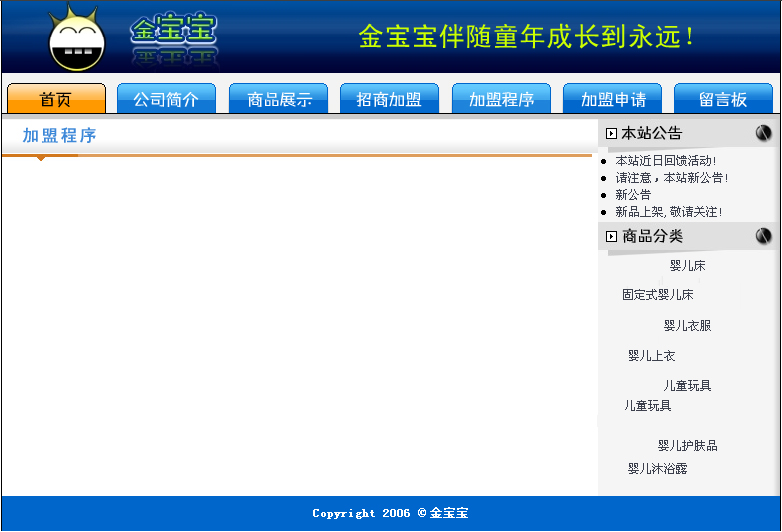 金宝宝
金宝宝伴随童年成长到永远！
首页 公司简介 商品展示 招商加盟 加盟程序 加盟申请 留言板
加盟程序
本站公告
本站近日回馈活动!
请注意，本站新公告!
新公告
新品上架,敬请关注!
商品分类
婴儿床
固定式婴儿床
婴儿衣服
婴儿上衣
儿童玩具
儿童玩具
婴儿护肤品
婴儿沐浴露
Copyright 2006 © 金宝宝